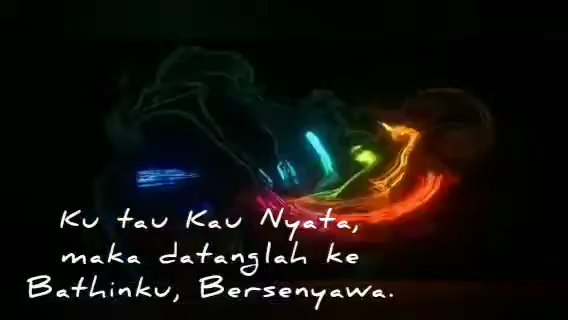 Ku tau Kau Nyata,
maka datanglah ke
Bathinku, Bersenyawa.